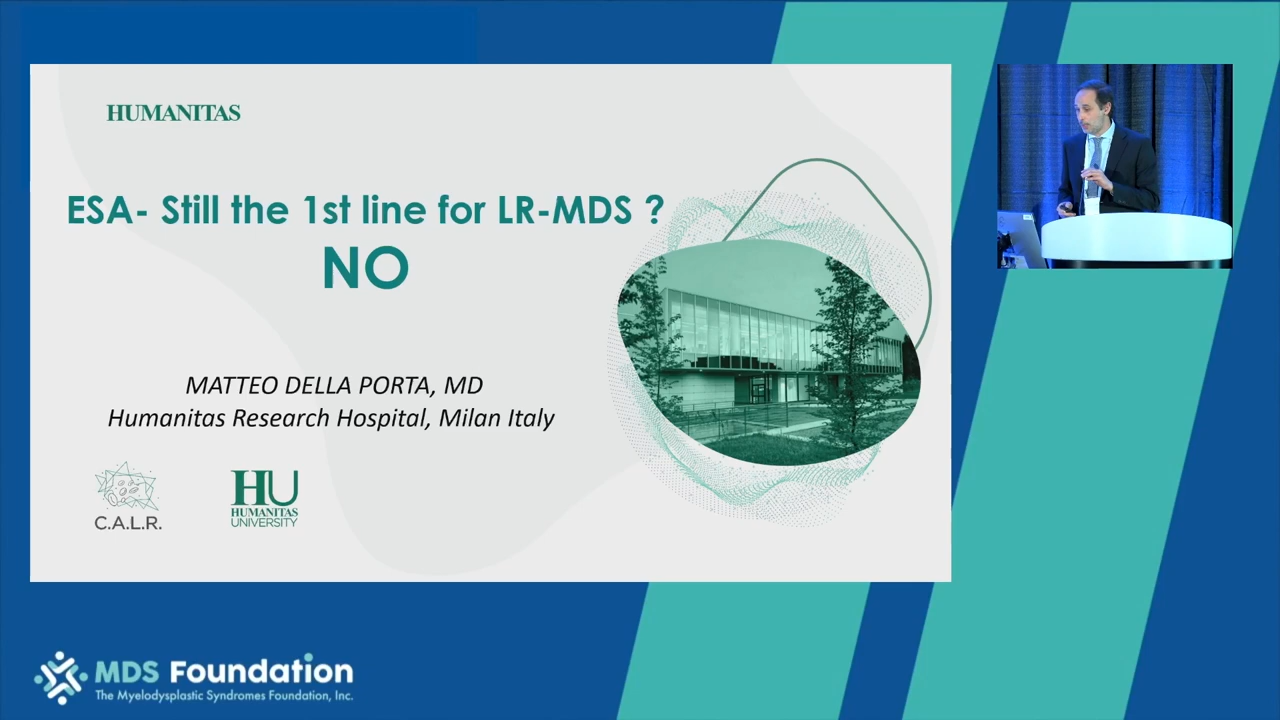 HUMANITAS
ESA- Still the 1st line for LR-MDS ?
NO
MATTEO DELLA PORTA, MD
Humanitas Research Hospital, Milan Italy
C.A.L.R.
HU
HUMANITAS
UNIVERSITY
MDS Foundation
The Myelodysplastic Syndromes Foundation, Inc.